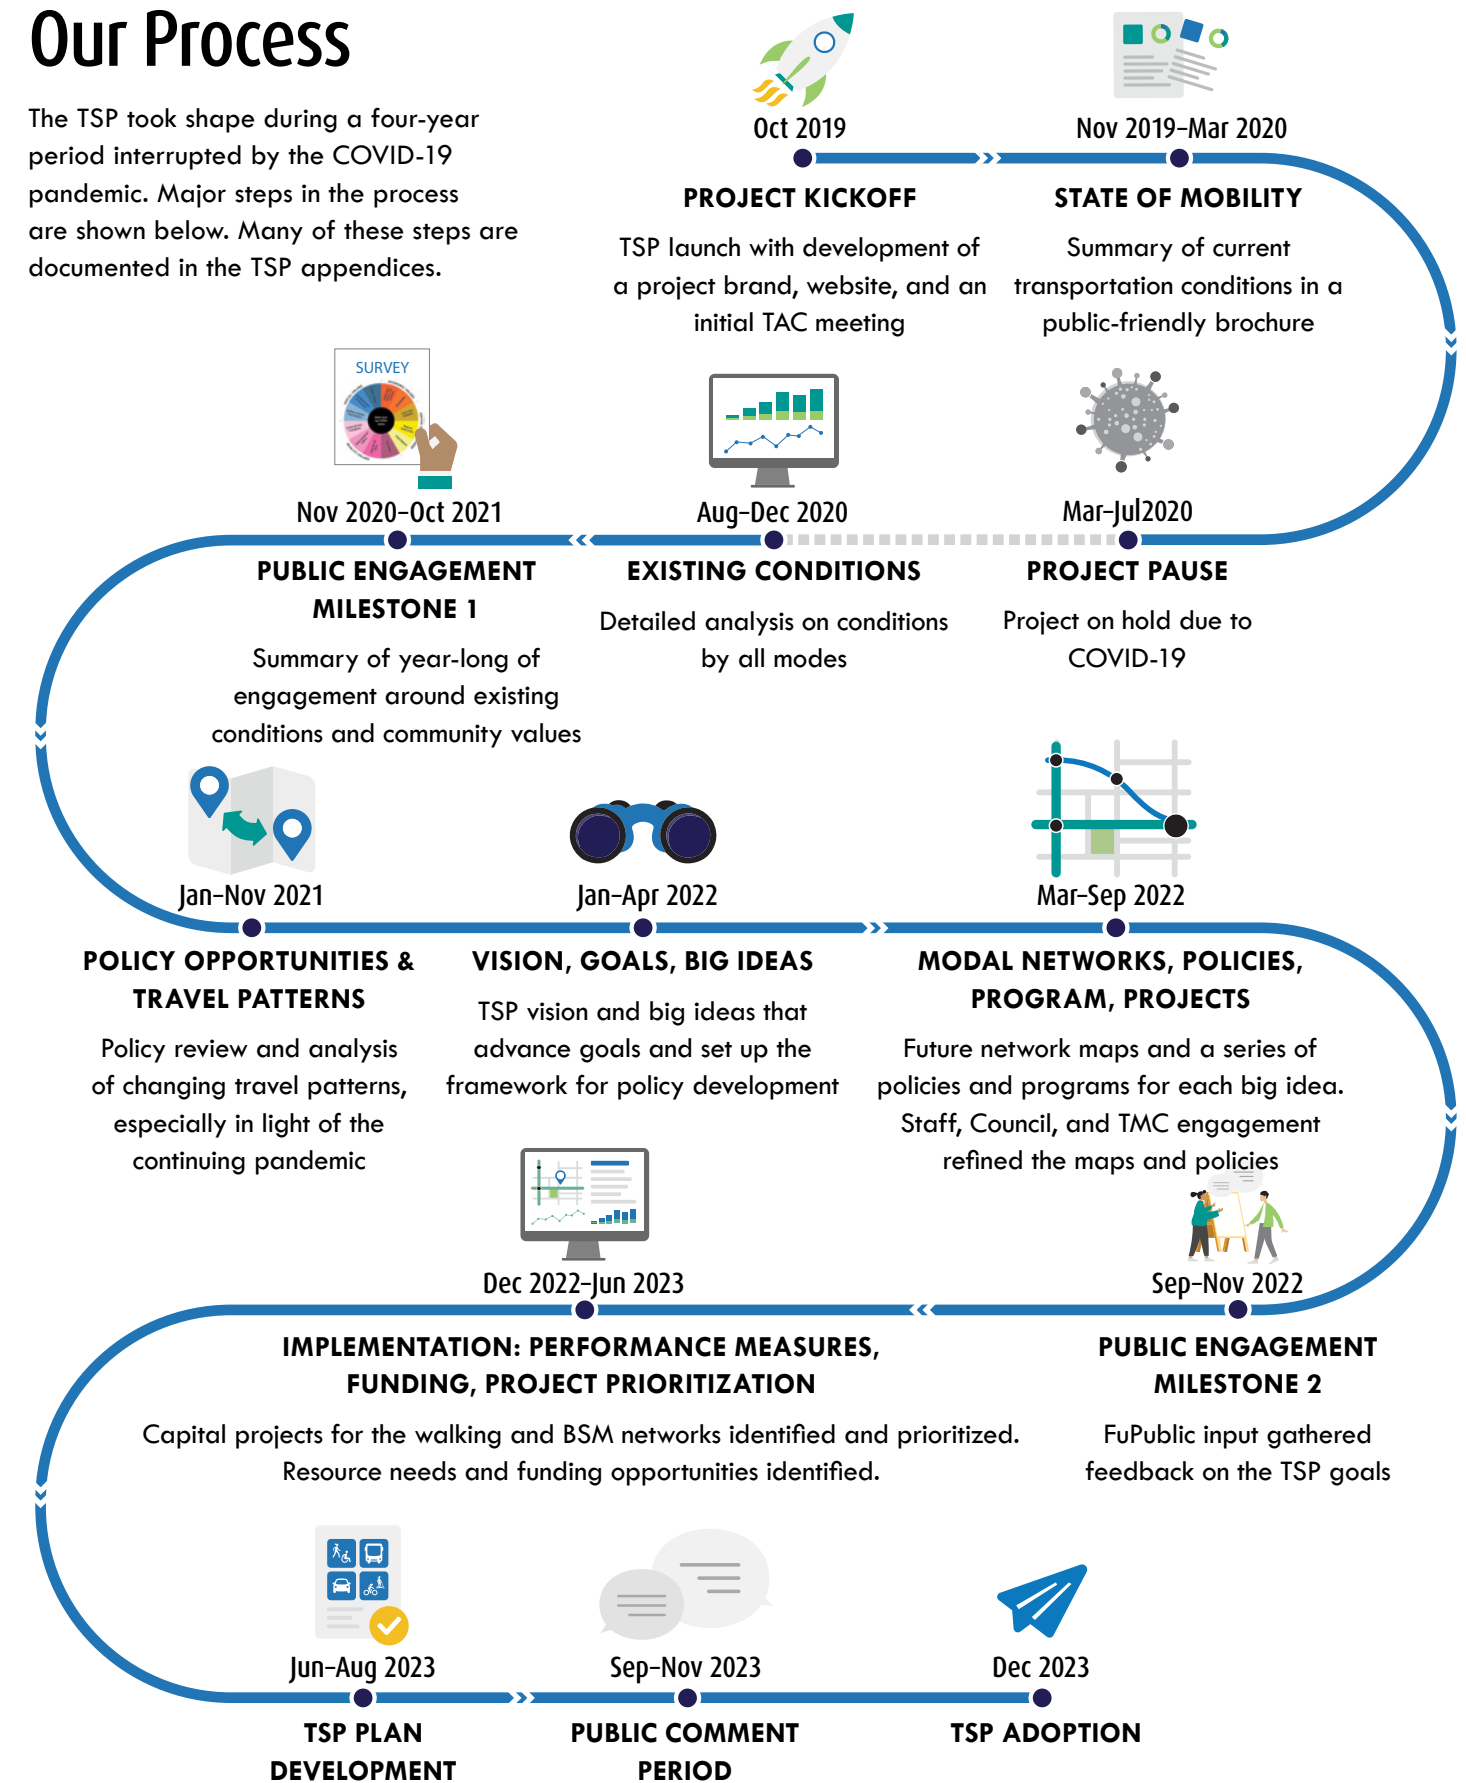 Our Process
The TSP took shape during a four-year
period interrupted by the COVID-19
pandemic. Major steps in the process
are shown below. Many of these steps are
documented in the TSP appendices.
Oct 2019
PROJECT KICKOFF
TSP launch with development of
a project brand, website, and an
initial TAC meeting
Nov 2019–Mar 2020
STATE OF MOBILITY
Summary of current
transportation conditions in a
public-friendly brochure
Mar–Jul2020
PROJECT PAUSE
Project on hold due to
COVID-19
Aug–Dec 2020
EXISTING CONDITIONS
Detailed analysis on conditions
by all modes
SURVEY
Nov 2020–Oct 2021
PUBLIC ENGAGEMENT
MILESTONE 1
Summary of year-long of
engagement around existing
conditions and community values
Jan–Nov 2021
POLICY OPPORTUNITIES &
TRAVEL PATTERNS
Policy review and analysis
of changing travel patterns,
especially in light of the
continuing pandemic
Jan–Apr 2022
VISION, GOALS, BIG IDEAS
TSP vision and big ideas that
advance goals and set up the
framework for policy development
Mar–Sep 2022
MODAL NETWORKS, POLICIES,
PROGRAM, PROJECTS
Future network maps and a series of
policies and programs for each big idea.
Staff, Council, and TMC engagement
refined the maps and policies
Sep–Nov 2022
PUBLIC ENGAGEMENT
MILESTONE 2
FuPublic input gathered
feedback on the TSP goals
Dec 2022–Jun 2023
IMPLEMENTATION: PERFORMANCE MEASURES,
FUNDING, PROJECT PRIORITIZATION
Capital projects for the walking and BSM networks identified and prioritized.
Resource needs and funding opportunities identified.
Jun–Aug 2023
TSP PLAN
DEVELOPMENT
Sep–Nov 2023
PUBLIC COMMENT
PERIOD
Dec 2023
TSP ADOPTION